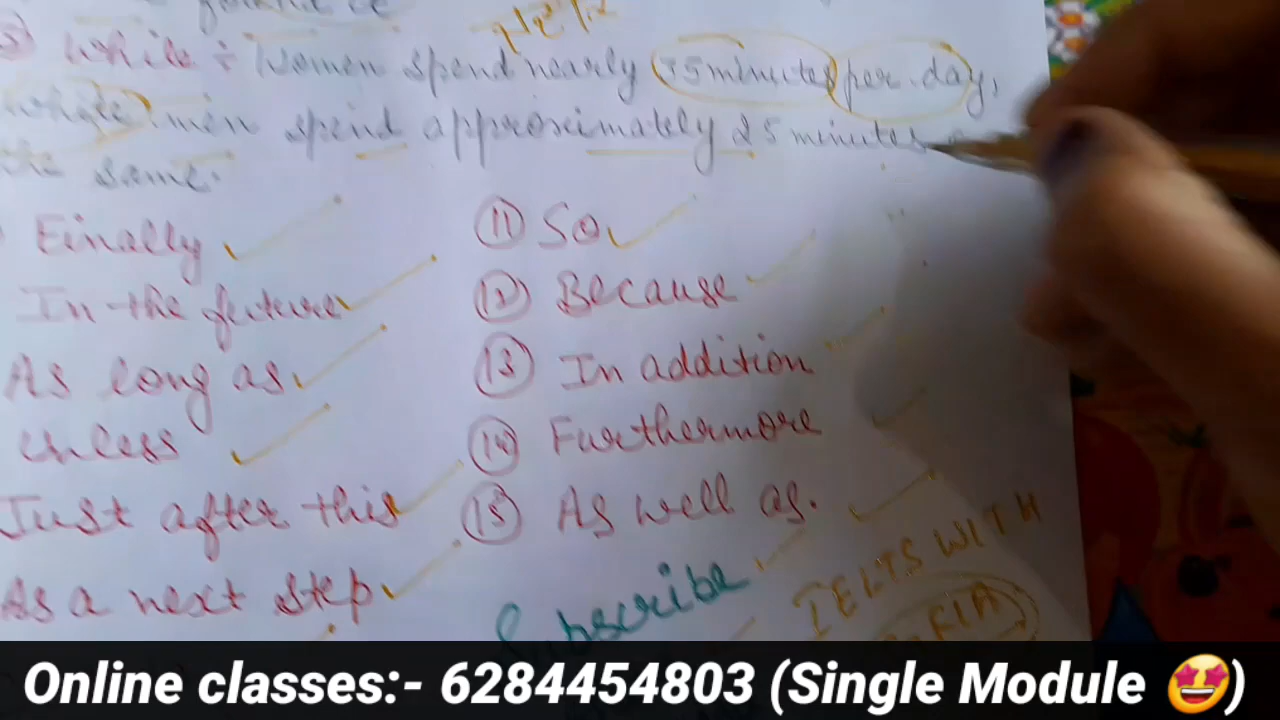 found
While : Women spend nearly 35 minutes per day,
while men spend approximately 25 minutes
the same.
Finally
In the future
As long as
Unless
Just after this
As a next step
11 So
12 Because
13 In addition
14 Furthermore
15 As well as.
Subscribe
IELTS WITH
Online classes:- 6284454803 (Single Module 🤩)